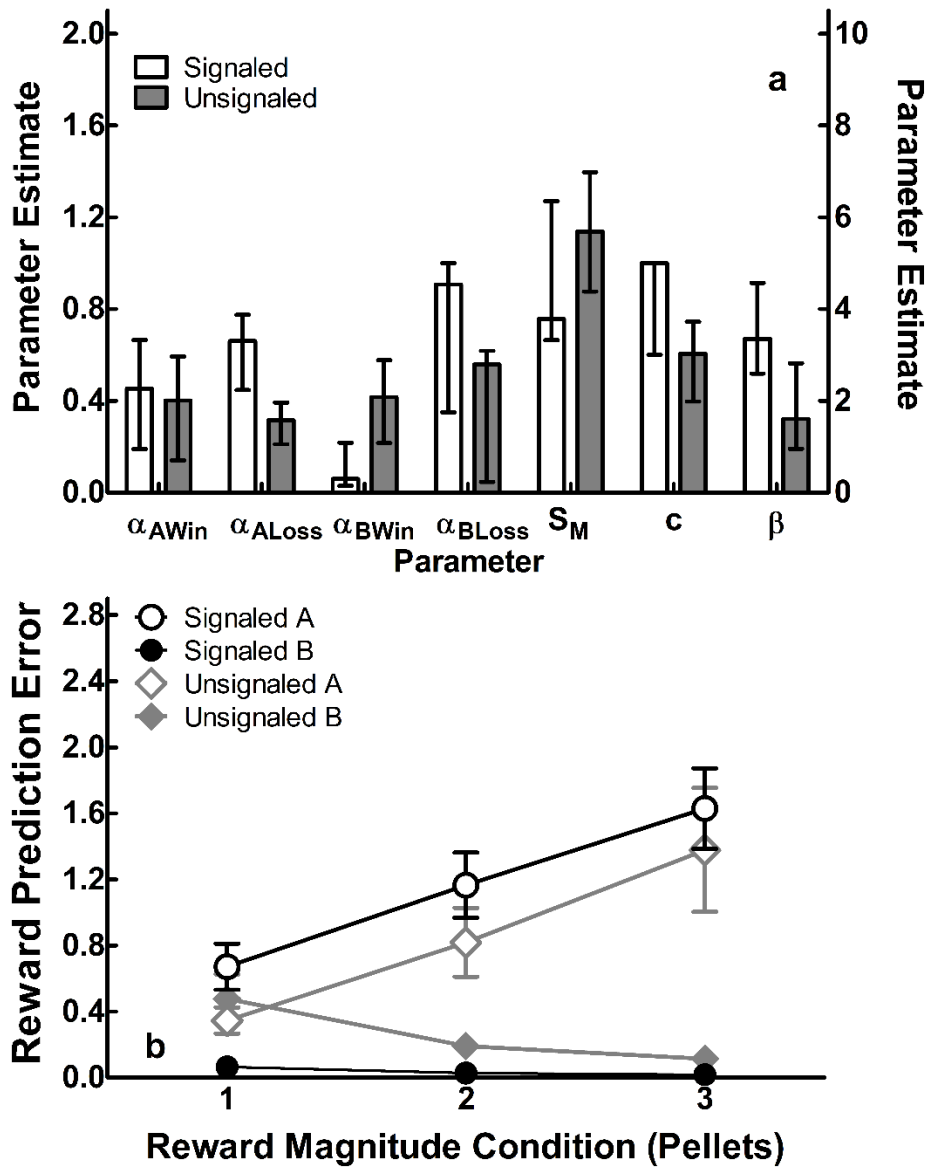 2.0
1.6
1.2
0.8
0.4
0.0
Parameter Estimate
Signaled
Unsignaled
a
10
8
6
4
2
0
Parameter Estimate
αAWin αALoss αBWin αBLoss SM c β
Parameter
2.8
2.4
2.0
1.6
1.2
0.8
0.4
0.0
Reward Prediction Error
Signaled A
Signaled B
Unsignaled A
Unsignaled B
b
1 2 3
Reward Magnitude Condition (Pellets)